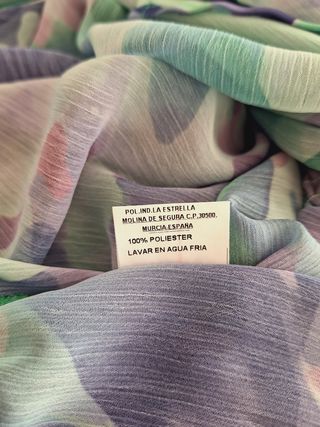 POL.IND.LA ESTRELLA
MOLINA DE SEGURA C.P.30500.
MURCIA.ESPAÑA
100% POLIESTER
LAVAR EN AGUA FRIA